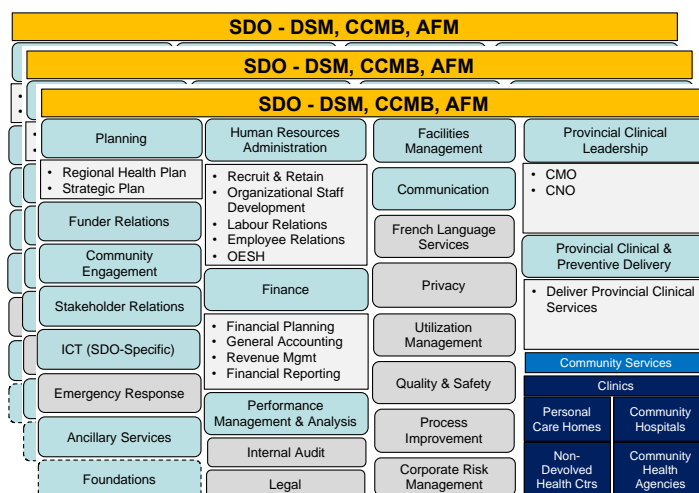 SDO - DSM, CCMB, AFM
SDO - DSM, CCMB, AFM
SDO - DSM, CCMB, AFM
Planning
• Regional Health Plan
• Strategic Plan
Funder Relations
Community
Engagement
Stakeholder Relations
ICT (SDO-Specific)
Emergency Response
Ancillary Services
Foundations
Human Resources
Administration
• Recruit & Retain
• Organizational Staff
Development
• Labour Relations
• Employee Relations
• OESH
Finance
• Financial Planning
• General Accounting
• Revenue Mgmt
• Financial Reporting
Performance
Management & Analysis
Internal Audit
Legal
Facilities
Management
Communication
French Language
Services
Privacy
Utilization
Management
Quality & Safety
Process
Improvement
Corporate Risk
Management
Provincial Clinical
Leadership
• CMO
• CNO
Provincial Clinical &
Preventive Delivery
• Deliver Provincial Clinical
Services
Community Services
Clinics
Personal
Care Homes
Community
Hospitals
Non-
Devolved
Health Ctrs
Community
Health
Agencies